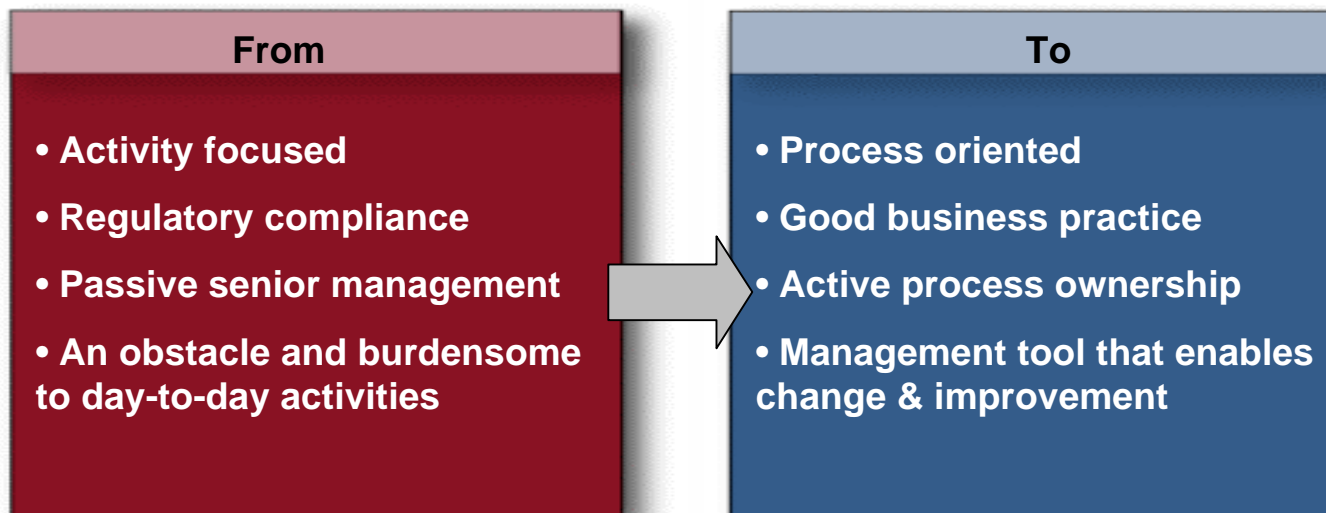 From
• Activity focused
• Regulatory compliance
• Passive senior management
• An obstacle and burdensome
to day-to-day activities
To
• Process oriented
• Good business practice
• Active process ownership
• Management tool that enables
change & improvement